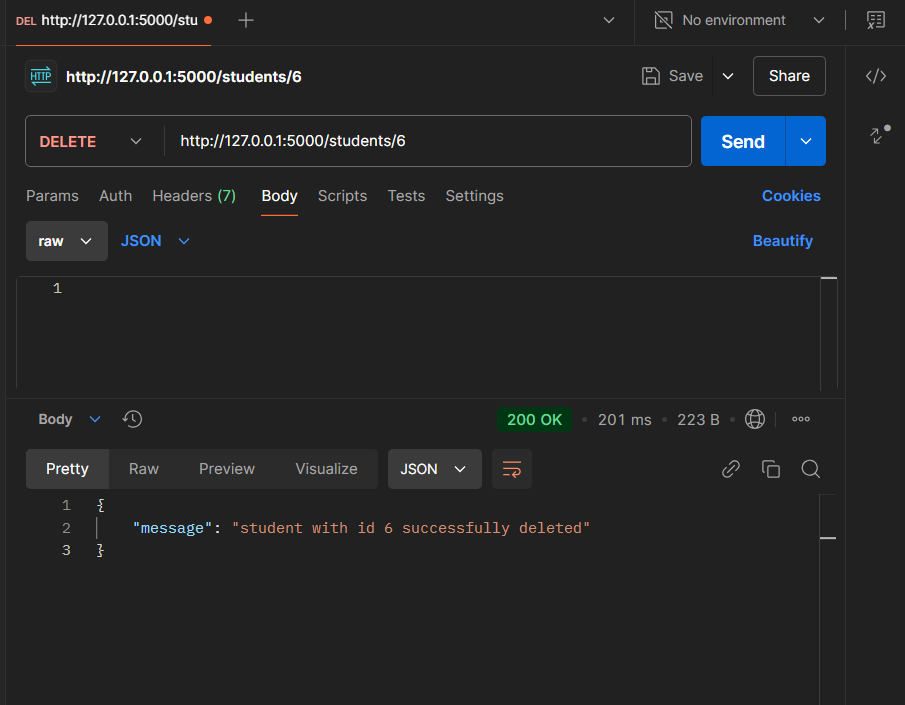 DEL http://127.0.0.1:5000/stu
No environment
HTTP http://127.0.0.1:5000/students/6
Save
Share
DELETE
http://127.0.0.1:5000/students/6
Send
Params Auth Headers (7) Body Scripts Tests Settings
Cookies
raw JSON
Beautify
1
Body
200 OK 201 ms 223 B
Pretty Raw Preview Visualize JSON
1 {
2 "message": "student with id 6 successfully deleted"
3 }